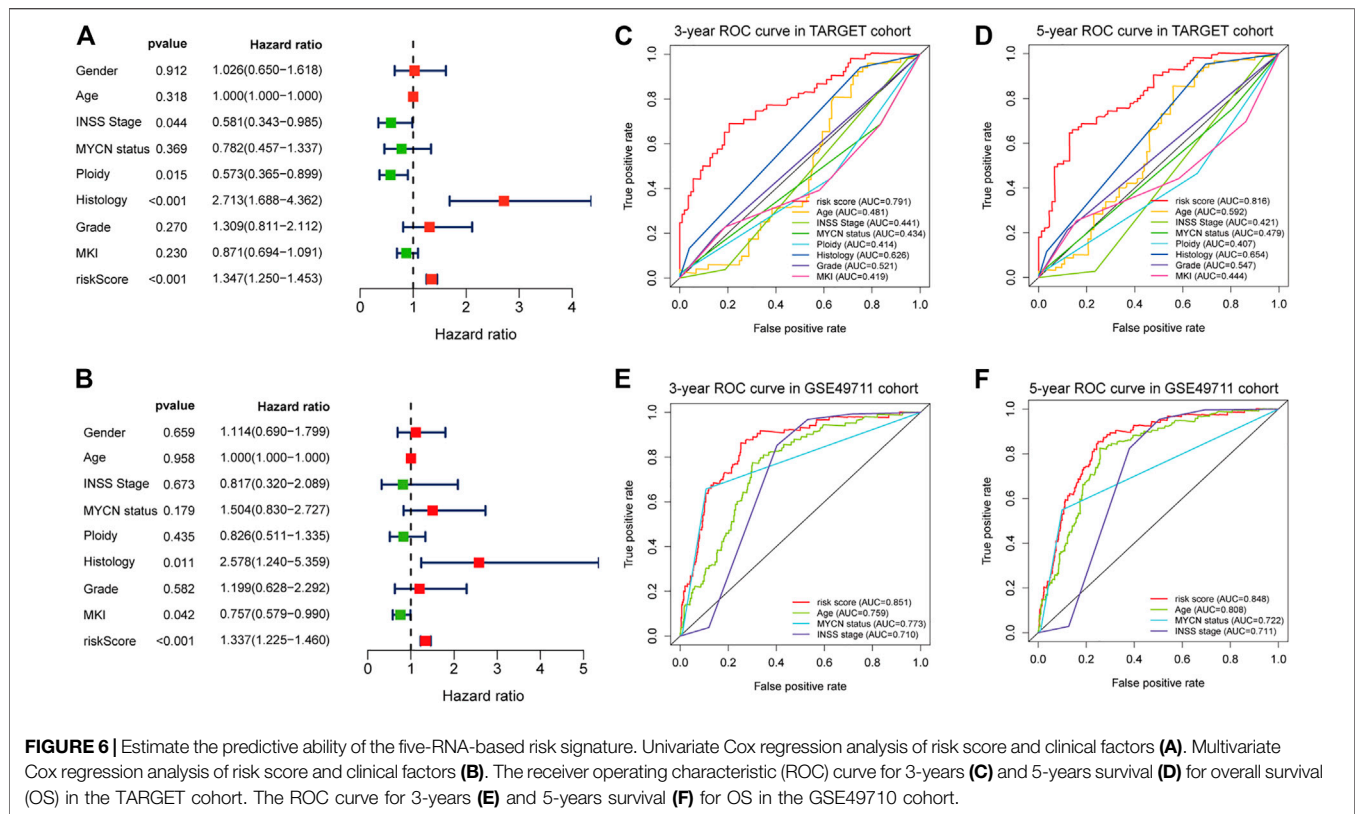 A
pvalue Hazard ratio
Gender 0.912 1.026(0.650−1.618)
Age 0.318 1.000(1.000−1.000)
INSS Stage 0.044 0.581(0.343−0.985)
MYCN status 0.369 0.782(0.457−1.337)
Ploidy 0.015 0.573(0.365−0.899)
Histology <0.001 2.713(1.688−4.362)
Grade 0.270 1.309(0.811−2.112)
MKI 0.230 0.871(0.694−1.091)
riskScore <0.001 1.347(1.250−1.453)
0 1 2 3 4
Hazard ratio
C
3-year ROC curve in TARGET cohort
True positive rate
1.0
0.8
0.6
0.4
0.2
0.0
risk score (AUC=0.791)
Age (AUC=0.481)
INSS Stage (AUC=0.441)
MYCN status (AUC=0.434)
Ploidy (AUC=0.414)
Histology (AUC=0.626)
Grade (AUC=0.521)
MKI (AUC=0.419)
0.0 0.2 0.4 0.6 0.8 1.0
False positive rate
D
5-year ROC curve in TARGET cohort
True positive rate
1.0
0.8
0.6
0.4
0.2
0.0
risk score (AUC=0.816)
Age (AUC=0.592)
INSS Stage (AUC=0.421)
MYCN status (AUC=0.479)
Ploidy (AUC=0.407)
Histology (AUC=0.654)
Grade (AUC=0.547)
MKI (AUC=0.444)
0.0 0.2 0.4 0.6 0.8 1.0
False positive rate
B
pvalue Hazard ratio
Gender 0.659 1.114(0.690−1.799)
Age 0.958 1.000(1.000−1.000)
INSS Stage 0.673 0.817(0.320−2.089)
MYCN status 0.179 1.504(0.830−2.727)
Ploidy 0.435 0.826(0.511−1.335)
Histology 0.011 2.578(1.240−5.359)
Grade 0.582 1.199(0.628−2.292)
MKI 0.042 0.757(0.579−0.990)
riskScore <0.001 1.337(1.225−1.460)
0 1 2 3 4 5
Hazard ratio
E
3-year ROC curve in GSE49711 cohort
True positive rate
1.0
0.8
0.6
0.4
0.2
0.0
risk score (AUC=0.851)
Age (AUC=0.759)
MYCN status (AUC=0.773)
INSS stage (AUC=0.710)
0.0 0.2 0.4 0.6 0.8 1.0
False positive rate
F
5-year ROC curve in GSE49711 cohort
True positive rate
1.0
0.8
0.6
0.4
0.2
0.0
risk score (AUC=0.848)
Age (AUC=0.808)
MYCN status (AUC=0.722)
INSS stage (AUC=0.711)
0.0 0.2 0.4 0.6 0.8 1.0
False positive rate
FIGURE 6 | Estimate the predictive ability of the five-RNA-based risk signature. Univariate Cox regression analysis of risk score and clinical factors (A). Multivariate
Cox regression analysis of risk score and clinical factors (B). The receiver operating characteristic (ROC) curve for 3-years (C) and 5-years survival (D) for overall survival
(OS) in the TARGET cohort. The ROC curve for 3-years (E) and 5-years survival (F) for OS in the GSE49710 cohort.